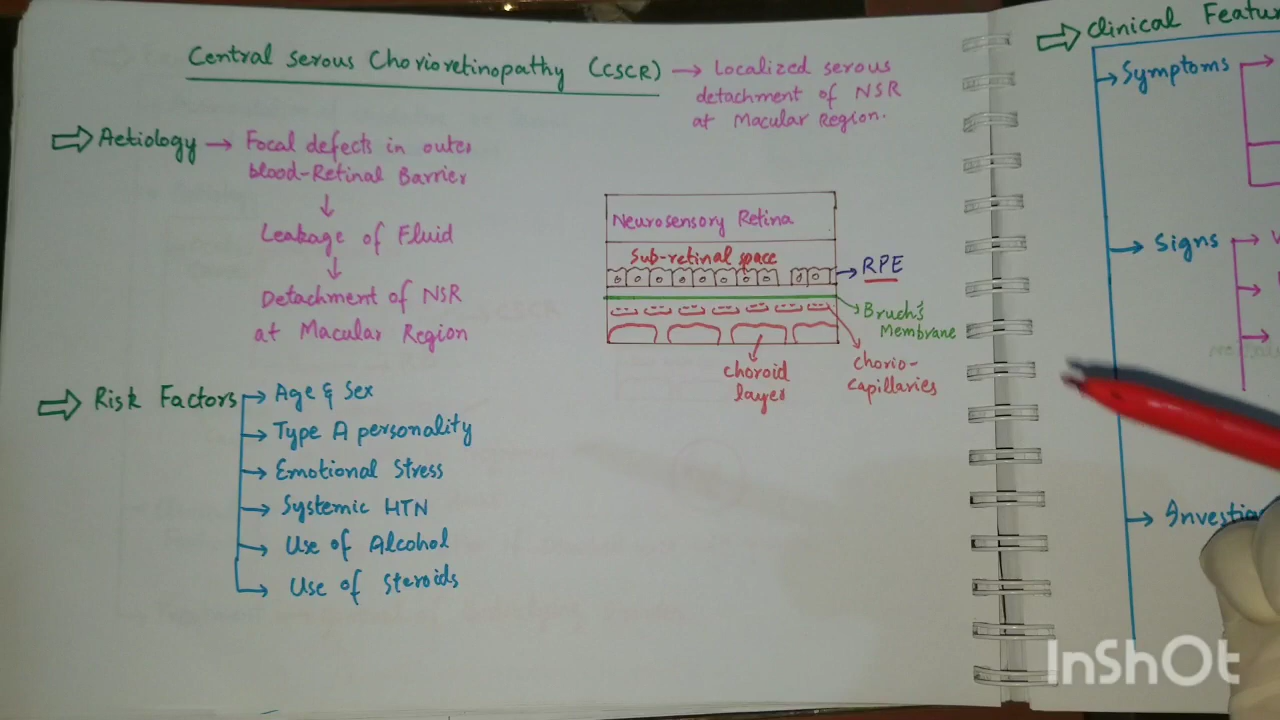 Central Serous Chorioretinopathy (CSCR) → Localized serous
detachment of NSR
at Macular Region.
⇒ Aetiology → Focal defects in outer
blood-Retinal Barrier
↓
Leakage of Fluid
↓
Detachment of NSR
at Macular Region
Neurosensory Retina
Sub-retinal space
→ RPE
Bruch's
Membrane
chorio-
capillaries
choroid
layer
⇒ Risk Factors → Age & Sex
→ Type A personality
→ Emotional Stress
→ Systemic HTN
→ Use of Alcohol
→ Use of steroids
⇒ Clinical
→ Symptoms
→ Signs
InShOt